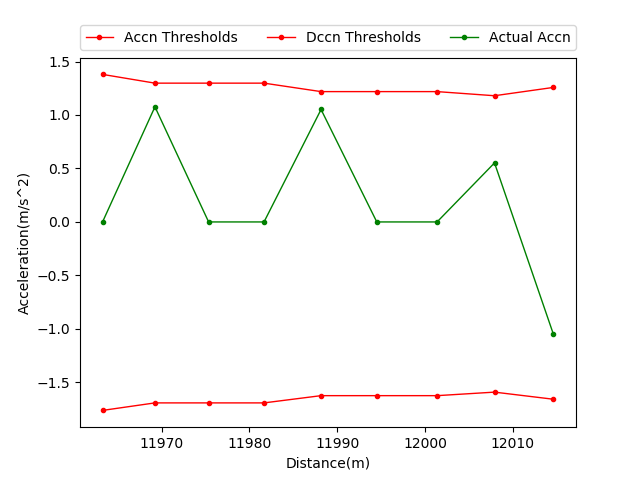 Accn Thresholds Dccn Thresholds Actual Accn
1.5
1.0
0.5
0.0
−0.5
−1.0
−1.5
Acceleration(m/s^2)
11970 11980 11990 12000 12010
Distance(m)